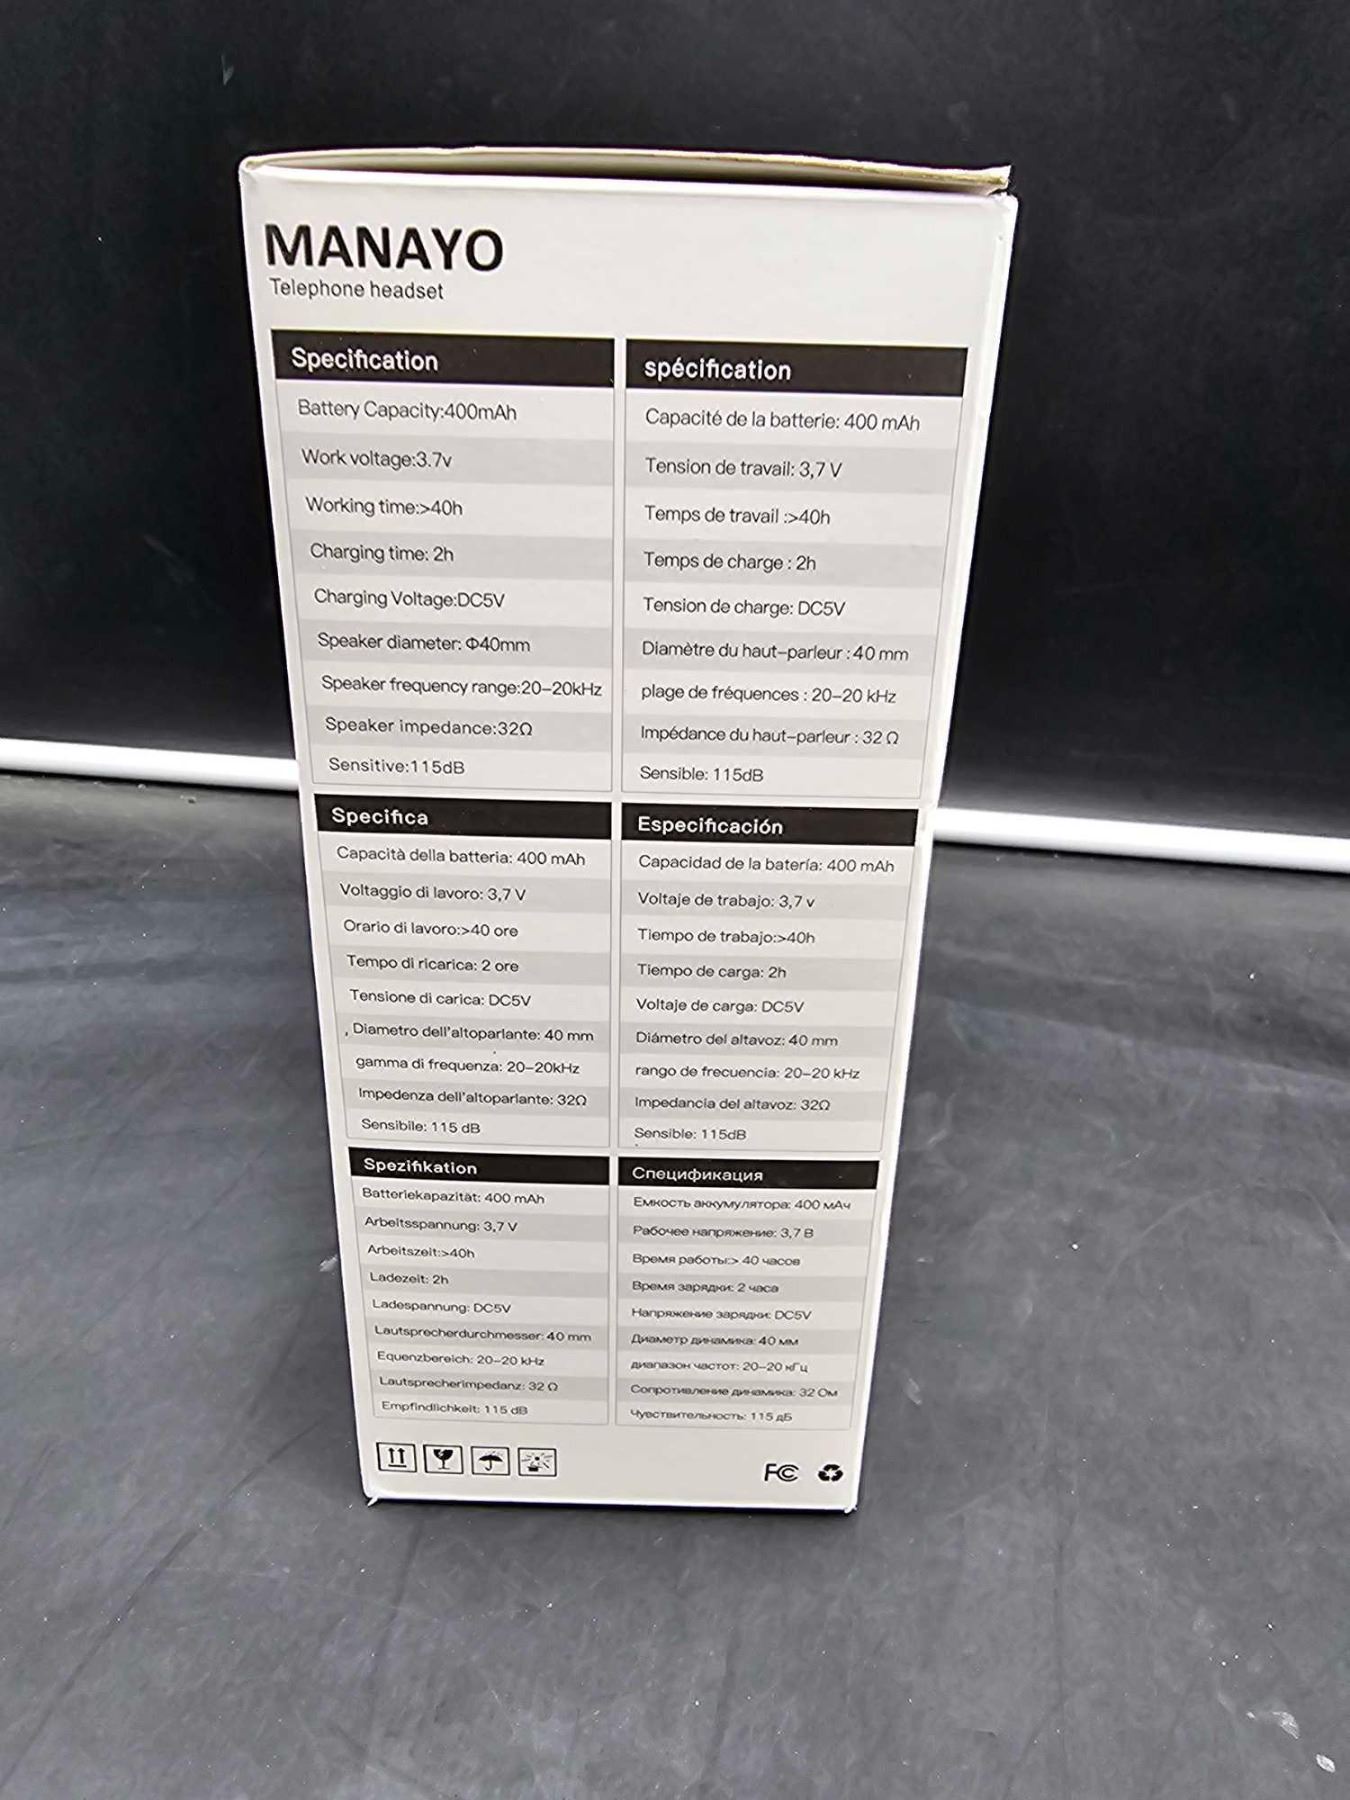 MANAYO
Telephone headset
Specification
Battery Capacity:400mAh
Work voltage:3.7v
Working time:>40h
Charging time: 2h
Charging Voltage:DC5V
Speaker diameter: Φ40mm
Speaker frequency range:20–20kHz
Speaker impedance:32Ω
Sensitive:115dB
spécification
Capacité de la batterie: 400 mAh
Tension de travail: 3,7 V
Temps de travail :>40h
Temps de charge : 2h
Tension de charge: DC5V
Diamètre du haut–parleur : 40 mm
plage de fréquences : 20–20 kHz
Impédance du haut–parleur : 32 Ω
Sensible: 115dB
Specifica
Capacità della batteria: 400 mAh
Voltaggio di lavoro: 3,7 V
Orario di lavoro:>40 ore
Tempo di ricarica: 2 ore
Tensione di carica: DC5V
, Diametro dell'altoparlante: 40 mm
gamma di frequenza: 20–20kHz
Impedenza dell'altoparlante: 32Ω
Sensibile: 115 dB
Especificación
Capacidad de la batería: 400 mAh
Voltaje de trabajo: 3,7 v
Tiempo de trabajo:>40h
Tiempo de carga: 2h
Voltaje de carga: DC5V
Diámetro del altavoz: 40 mm
rango de frecuencia: 20–20 kHz
Impedancia del altavoz: 32Ω
Sensible: 115dB
Spezifikation
Batteriekapazität: 400 mAh
Arbeitsspannung: 3,7 V
Arbeitszeit:>40h
Ladezeit: 2h
Ladespannung: DC5V
Lautsprecherdurchmesser: 40 mm
Equenzbereich: 20–20 kHz
Lautsprecherimpedanz: 32 Ω
Empfindlichkeit: 115 dB
Спецификация
Емкость аккумулятора: 400 мАч
Рабочее напряжение: 3,7 В
Время работы:> 40 часов
Время зарядки: 2 часа
Напряжение зарядки: DC5V
Диаметр динамика: 40 мм
диапазон частот: 20–20 кГц
Сопротивление динамика: 32 Ом
Чувствительность: 115 дБ
FC